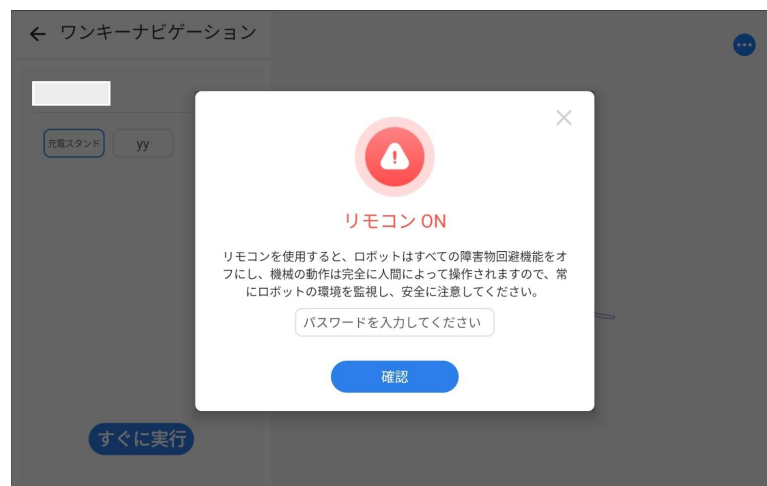 ワンキーナビゲーション
充電スタンド
yy
リモコン ON
リモコンを使用すると、ロボットはすべての障害物回避機能をオ
フにし、機械の動作は完全に人間によって操作されますので、常
にロボットの環境を監視し、安全に注意してください。
パスワードを入力してください
確認
すぐに実行